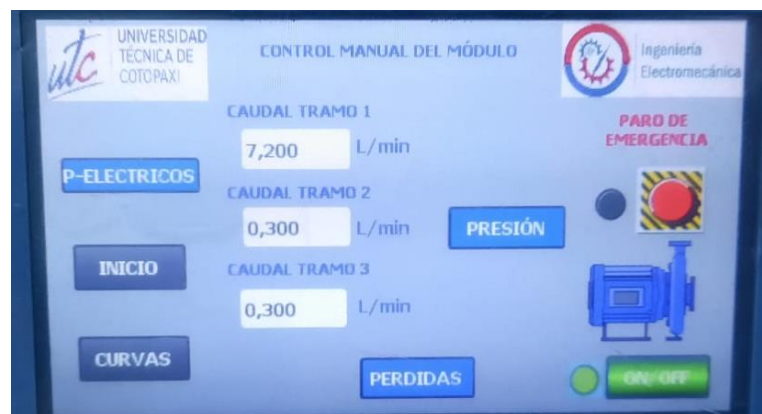 UNIVERSIDAD
TÉCNICA DE
COTOPAXI
utc
CONTROL MANUAL DEL MÓDULO
Ingeniería
Electromecánica
CAUDAL TRAMO 1
7,200 L/min
PARO DE
EMERGENCIA
P-ELECTRICOS
CAUDAL TRAMO 2
0,300 L/min
PRESIÓN
INICIO
CAUDAL TRAMO 3
0,300 L/min
CURVAS
PERDIDAS
ON/OFF